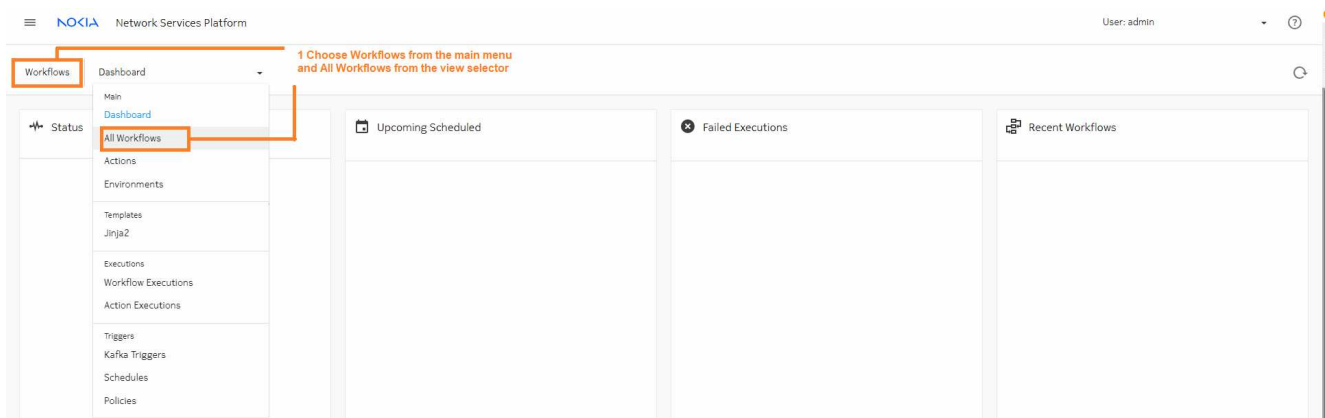 NOKIA Network Services Platform
User: admin
1 Choose Workflows from the main menu
and All Workflows from the view selector
Workflows
Dashboard
Main
Dashboard
All Workflows
Actions
Environments
Templates
Jinja2
Executions
Workflow Executions
Action Executions
Triggers
Kafka Triggers
Schedules
Policies
Status
Upcoming Scheduled
Failed Executions
Recent Workflows